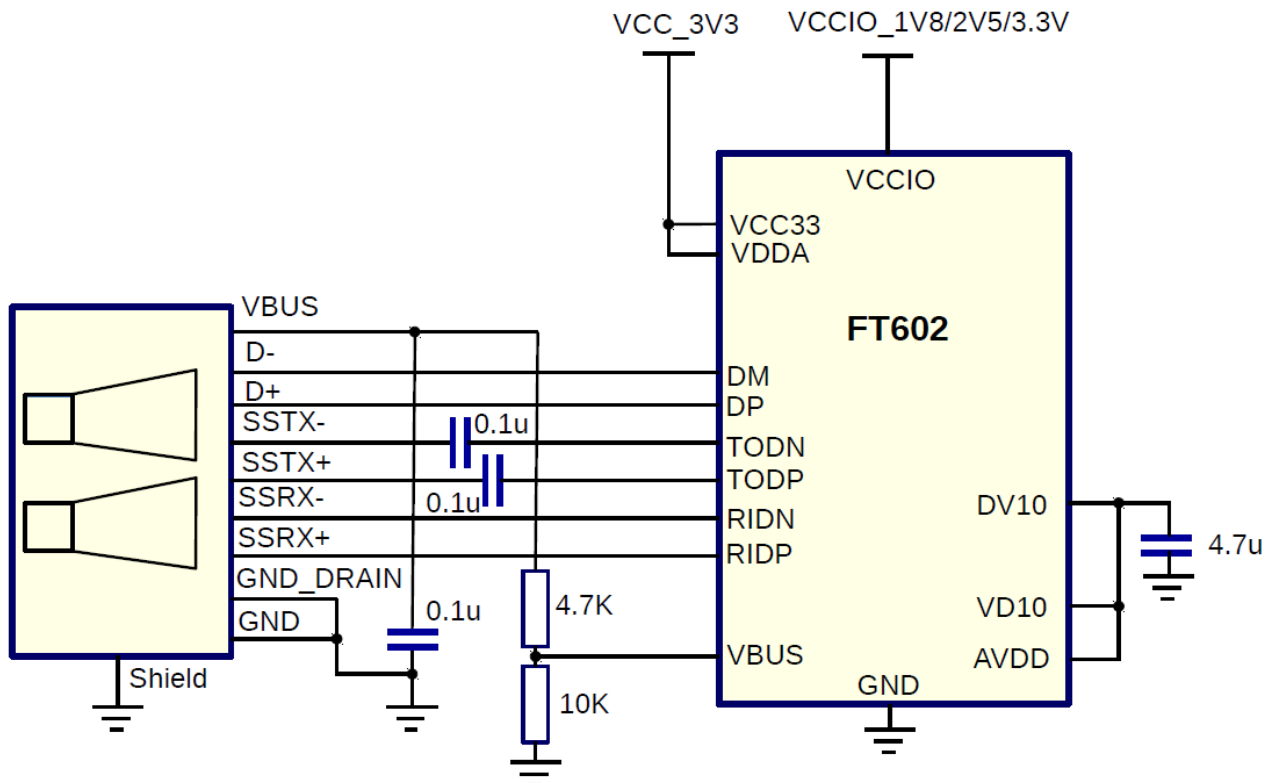 VCC_3V3
VCCIO_1V8/2V5/3.3V
VCCIO
VCC33
VDDA
FT602
VBUS
D-
D+
SSTX-
SSTX+
SSRX-
SSRX+
GND_DRAIN
GND
Shield
0.1u
0.1u
0.1u
4.7K
10K
DM
DP
TODN
TODP
RIDN
RIDP
VBUS
GND
DV10
VD10
AVDD
4.7u